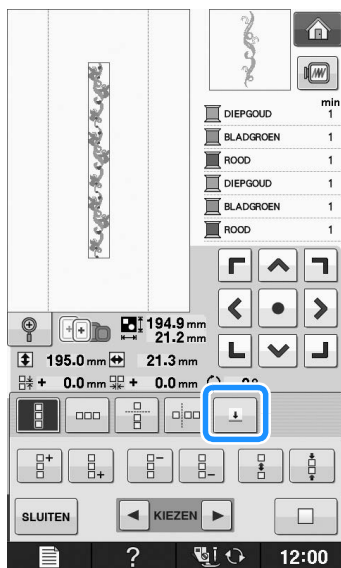 min
DIEPGOUD 1
BLADGROEN 1
ROOD 1
DIEPGOUD 1
BLADGROEN 1
ROOD 1
194.9 mm
21.2 mm
195.0 mm 21.3 mm
+ 0.0 mm + 0.0 mm
SLUITEN KIEZEN
? 12:00